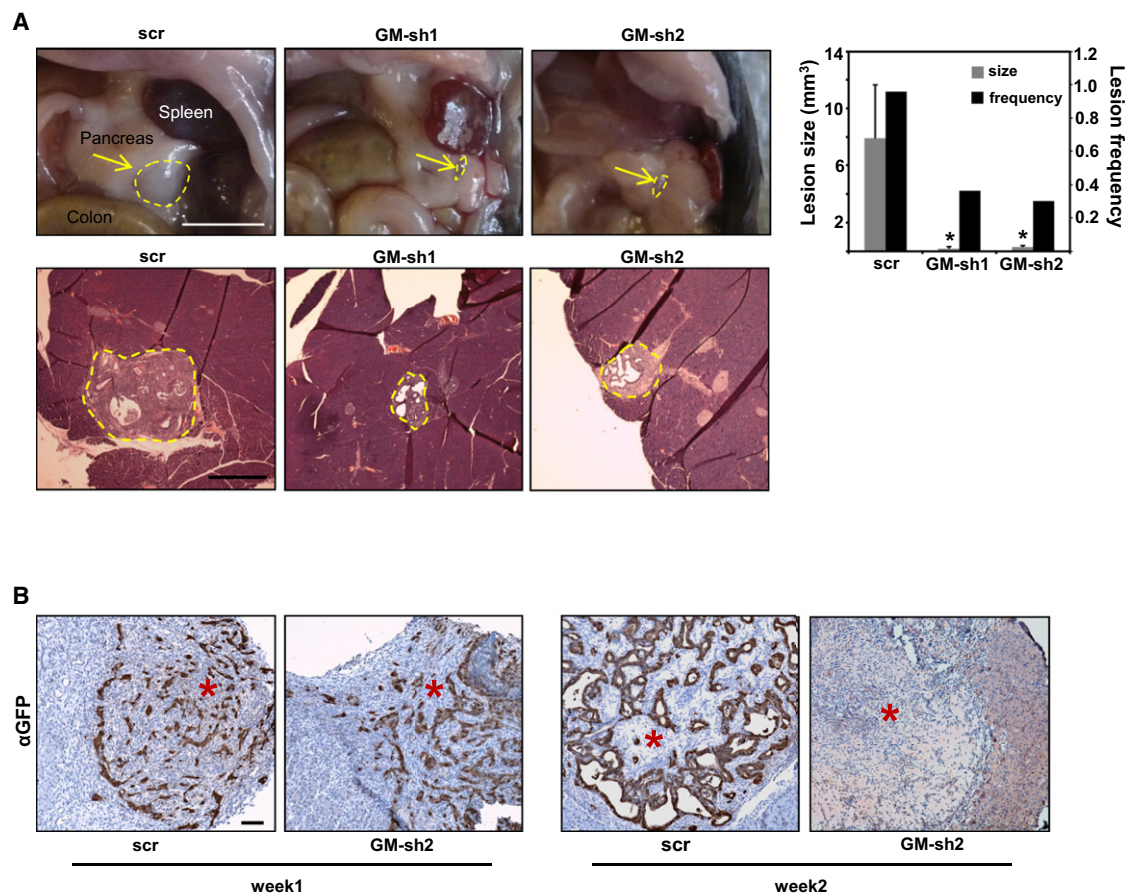 A
scr
GM-sh1
GM-sh2
Spleen
Pancreas
Colon
scr
GM-sh1
GM-sh2
14
10
6
2
Lesion size (mm³)
size
frequency
*
*
scr
GM-sh1
GM-sh2
1.2
1.0
0.8
0.6
0.4
0.2
Lesion frequency
B
αGFP
*
*
*
*
scr
GM-sh2
scr
GM-sh2
week1
week2